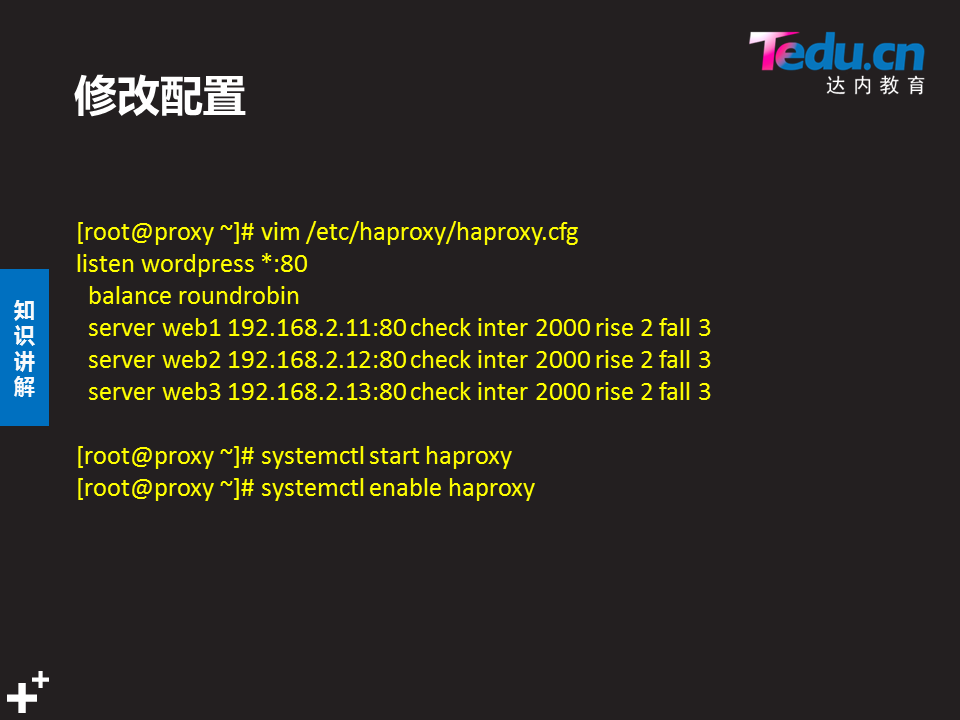 Tedu.cn
达内教育
修改配置
[root@proxy ~]# vim /etc/haproxy/haproxy.cfg
listen wordpress *:80
  balance roundrobin
  server web1 192.168.2.11:80 check inter 2000 rise 2 fall 3
  server web2 192.168.2.12:80 check inter 2000 rise 2 fall 3
  server web3 192.168.2.13:80 check inter 2000 rise 2 fall 3
[root@proxy ~]# systemctl start haproxy
[root@proxy ~]# systemctl enable haproxy
知识讲解